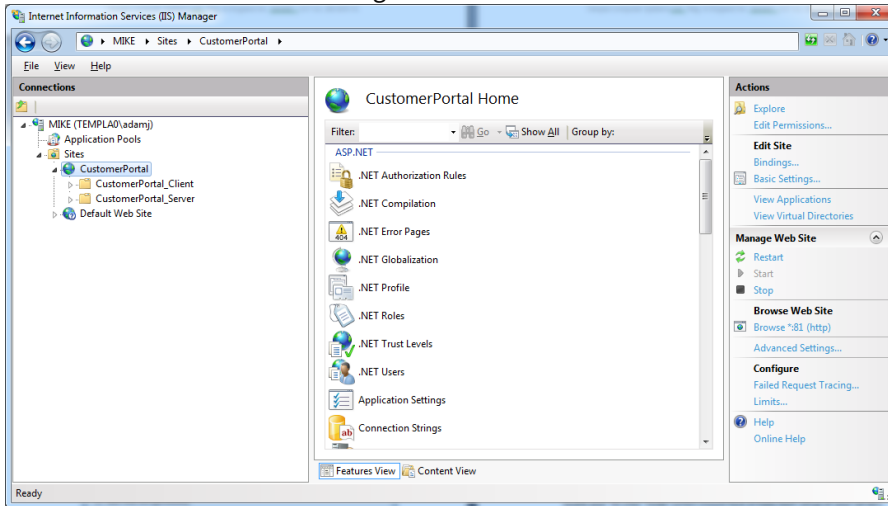 Internet Information Services (IIS) Manager
MIKE Sites CustomerPortal
File View Help
Connections
MIKE (TEMPLA0\adamj)
Application Pools
Sites
CustomerPortal
CustomerPortal_Client
CustomerPortal_Server
Default Web Site
CustomerPortal Home
Filter: Go Show All Group by:
ASP.NET
.NET Authorization Rules
.NET Compilation
404
.NET Error Pages
.NET Globalization
.NET Profile
.NET Roles
.NET Trust Levels
.NET Users
Application Settings
ab
Connection Strings
Features View Content View
Actions
Explore
Edit Permissions...
Edit Site
Bindings...
Basic Settings...
View Applications
View Virtual Directories
Manage Web Site
Restart
Start
Stop
Browse Web Site
Browse *:81 (http)
Advanced Settings...
Configure
Failed Request Tracing...
Limits...
Help
Online Help
Ready